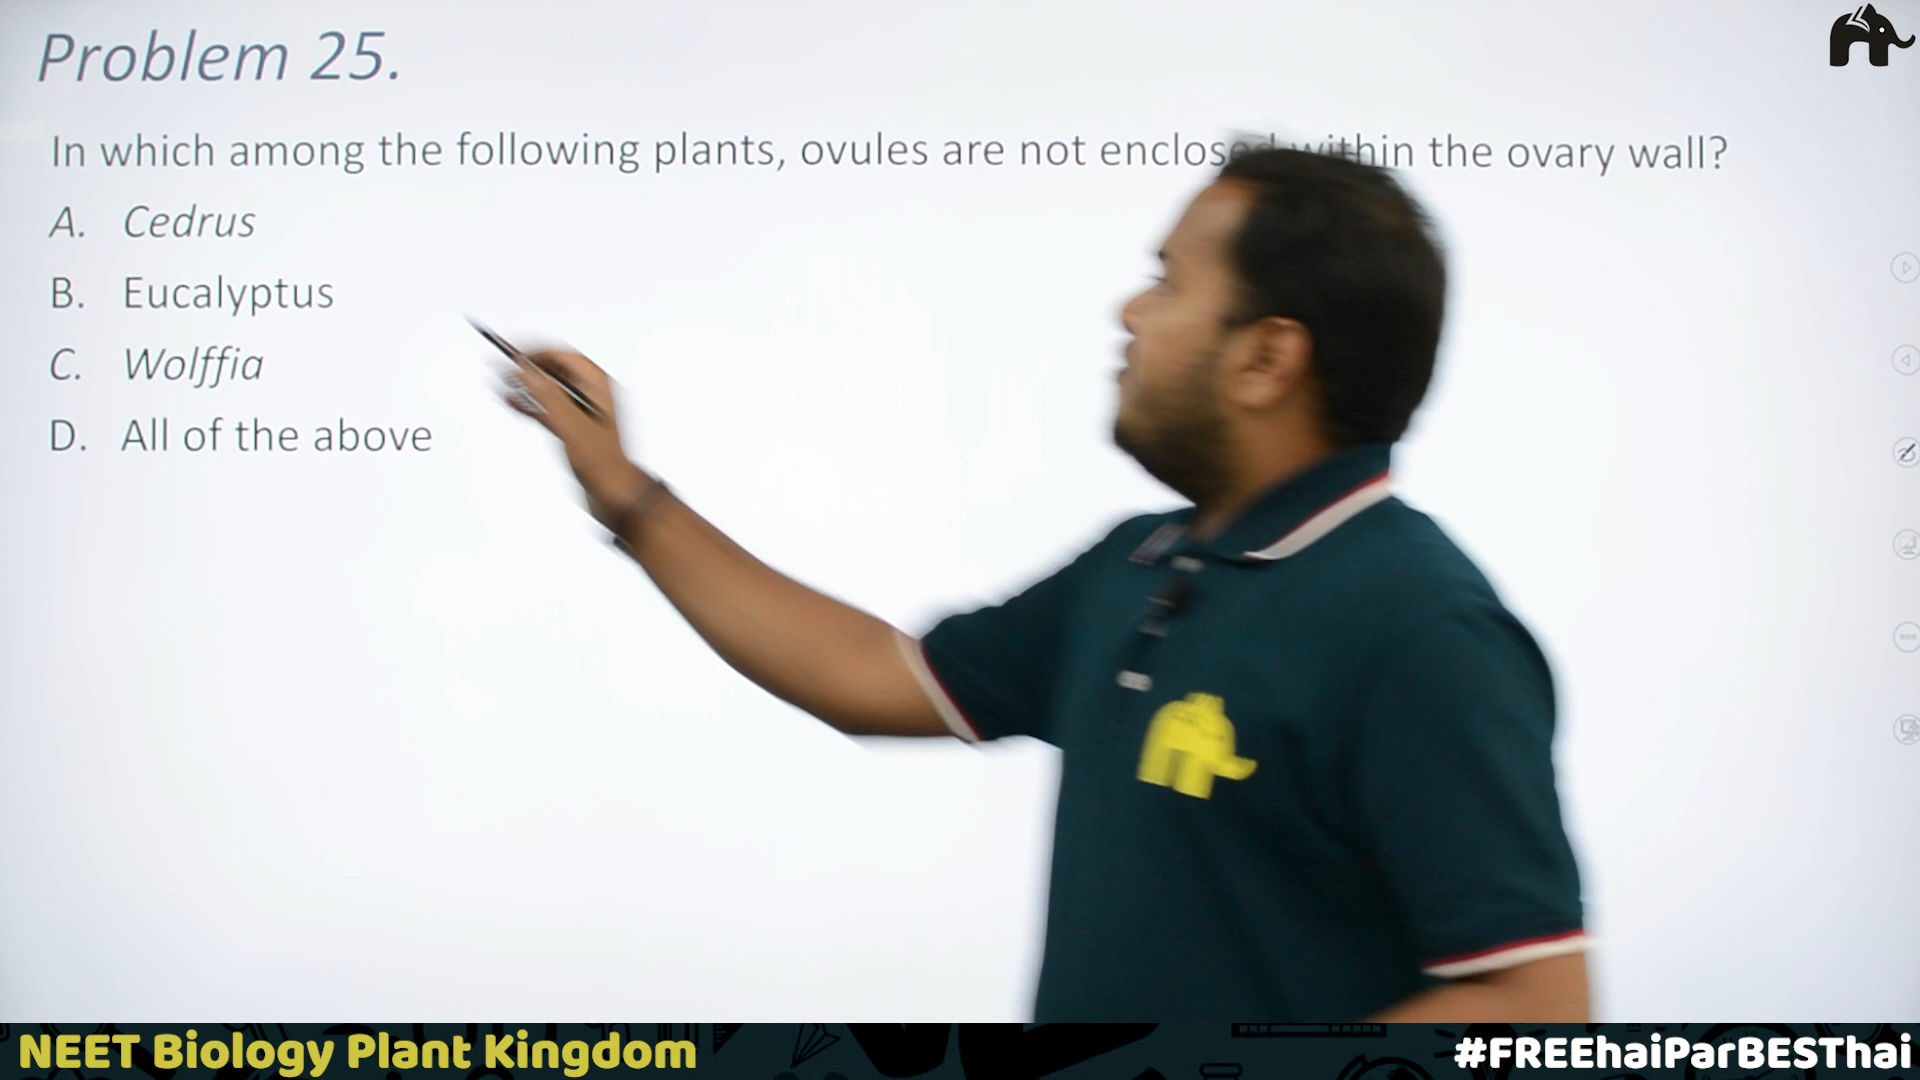 Problem 25.
In which among the following plants, ovules are not enclosed within the ovary wall?
A. Cedrus
B. Eucalyptus
C. Wolffia
D. All of the above
NEET Biology Plant Kingdom
#FREEhaiParBESThai